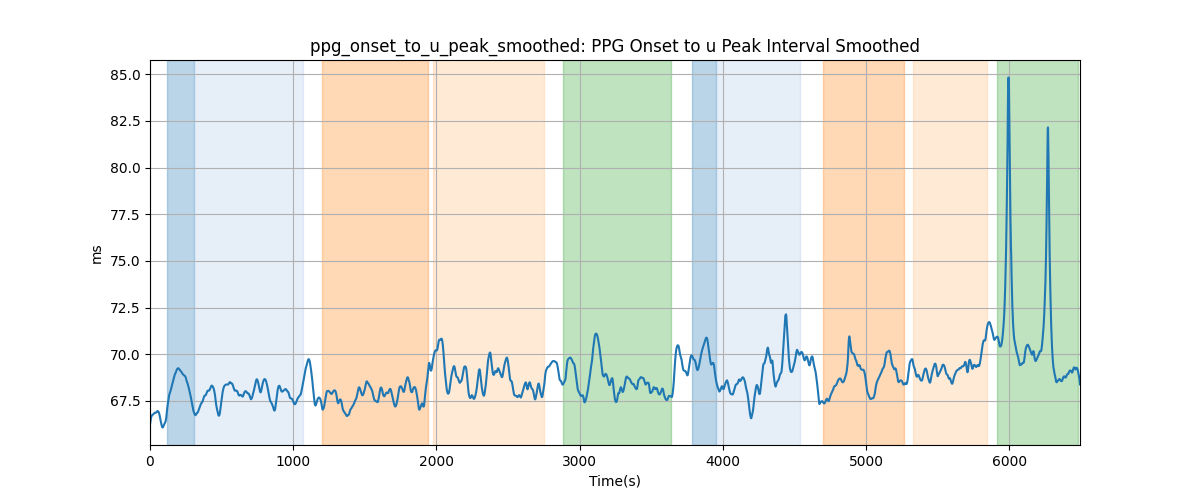 ppg_onset_to_u_peak_smoothed: PPG Onset to u Peak Interval Smoothed
85.0
82.5
80.0
77.5
75.0
72.5
70.0
67.5
ms
0 1000 2000 3000 4000 5000 6000
Time(s)